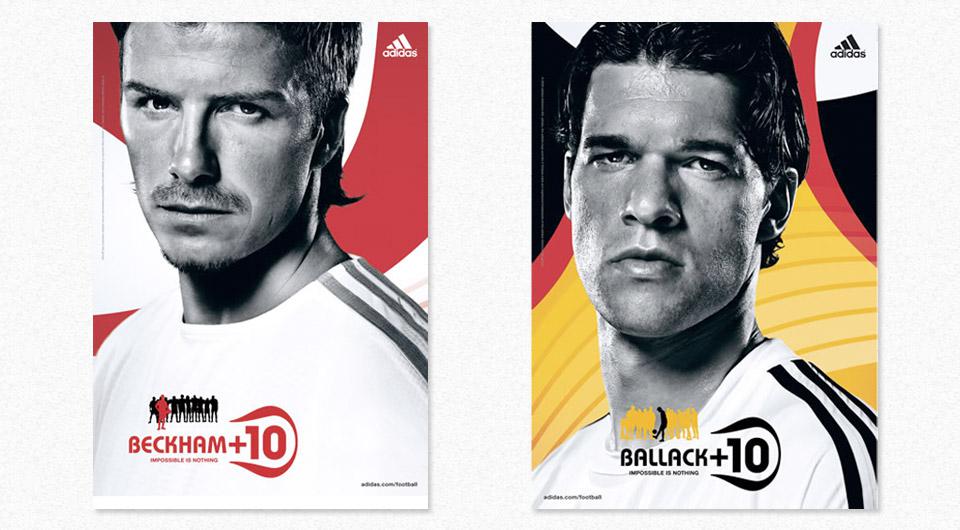 adidas
BECKHAM+10
IMPOSSIBLE IS NOTHING
adidas.com/football
adidas
BALLACK+10
IMPOSSIBLE IS NOTHING
adidas.com/football